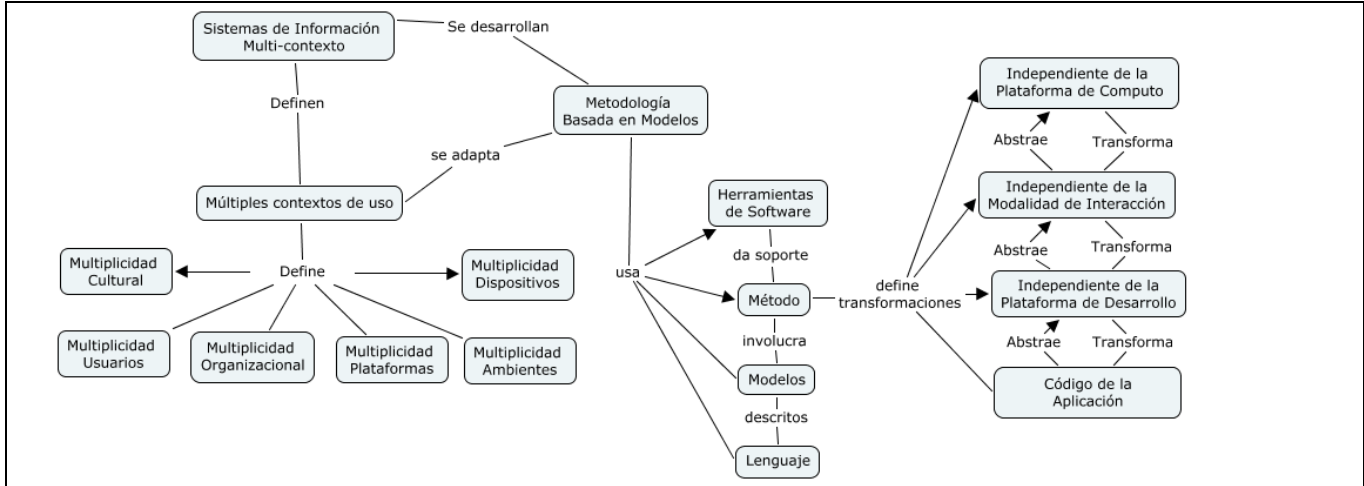 Sistemas de Información
Multi-contexto
Se desarrollan
Definen
Metodología
Basada en Modelos
se adapta
Múltiples contextos de uso
Define
Multiplicidad
Cultural
Multiplicidad
Dispositivos
Multiplicidad
Usuarios
Multiplicidad
Organizacional
Multiplicidad
Plataformas
Multiplicidad
Ambientes
usa
Herramientas
de Software
da soporte
Método
involucra
Modelos
descritos
Lenguaje
define
transformaciones
Independiente de la
Plataforma de Computo
Abstrae
Transforma
Independiente de la
Modalidad de Interacción
Abstrae
Transforma
Independiente de la
Plataforma de Desarrollo
Abstrae
Transforma
Código de la
Aplicación